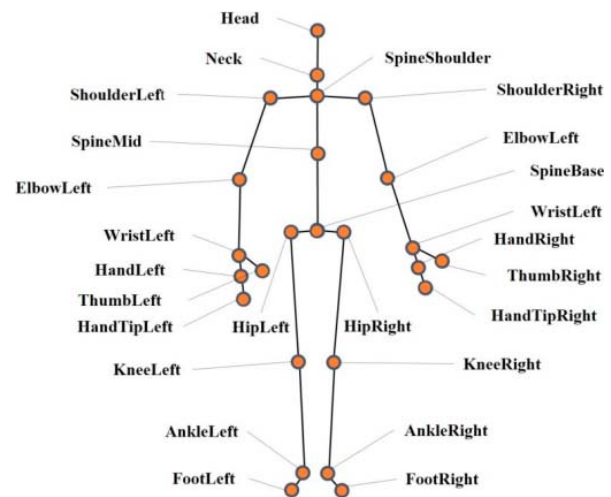 Head
Neck
SpineShoulder
ShoulderLeft
ShoulderRight
SpineMid
ElbowLeft
ElbowLeft
SpineBase
WristLeft
WristLeft
HandRight
HandLeft
ThumbRight
ThumbLeft
HandTipRight
HandTipLeft
HipLeft
HipRight
KneeLeft
KneeRight
AnkleLeft
AnkleRight
FootLeft
FootRight